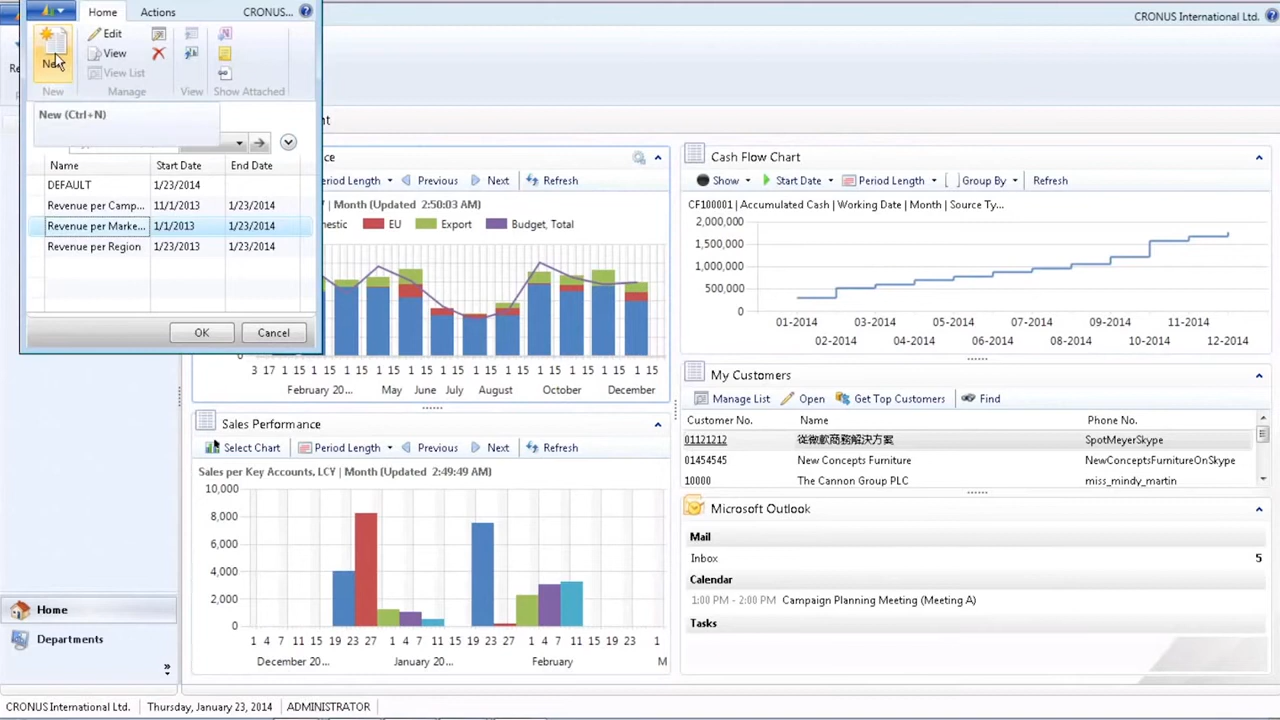 Home
Actions
CRONUS...
CRONUS International Ltd.
New
Edit
View
View List
New
Manage
View
Show Attached
New (Ctrl+N)
Name
Start Date
End Date
DEFAULT
1/23/2014
Revenue per Camp...
11/1/2013
1/23/2014
Revenue per Marke...
1/1/2013
1/23/2014
Revenue per Region
1/23/2013
1/23/2014
OK
Cancel
Period Length
Previous
Next
Refresh
| Month (Updated 2:50:03 AM)
EU
Export
Budget, Total
0
3 17 1 15 1 15 1 15 1 15 1 15 1 15 1 15 1 15 1 15 1 15
February 20...
May
June
July
August
October
December
Cash Flow Chart
Show
Start Date
Period Length
Group By
Refresh
CF100001 | Accumulated Cash | Working Date | Month | Source Ty...
2,000,000
1,500,000
1,000,000
500,000
0
01-2014
03-2014
05-2014
07-2014
09-2014
11-2014
02-2014
04-2014
06-2014
08-2014
10-2014
12-2014
My Customers
Manage List
Open
Get Top Customers
Find
Customer No.
Name
Phone No.
01121212
從微軟商務解決方案
SpotMeyerSkype
01454545
New Concepts Furniture
NewConceptsFurnitureOnSkype
10000
The Cannon Group PLC
miss_mindy_martin
Sales Performance
Select Chart
Period Length
Previous
Next
Refresh
Sales per Key Accounts, LCY | Month (Updated 2:49:49 AM)
10,000
8,000
6,000
4,000
2,000
0
1 4 7 11 15 19 23 27 1 4 7 11 15 19 23 27 1 4 7 11 15 19 23 1
December 20...
January 20...
February
M
Microsoft Outlook
Mail
Inbox
5
Calendar
1:00 PM - 2:00 PM Campaign Planning Meeting (Meeting A)
Tasks
Home
Departments
CRONUS International Ltd.
Thursday, January 23, 2014
ADMINISTRATOR